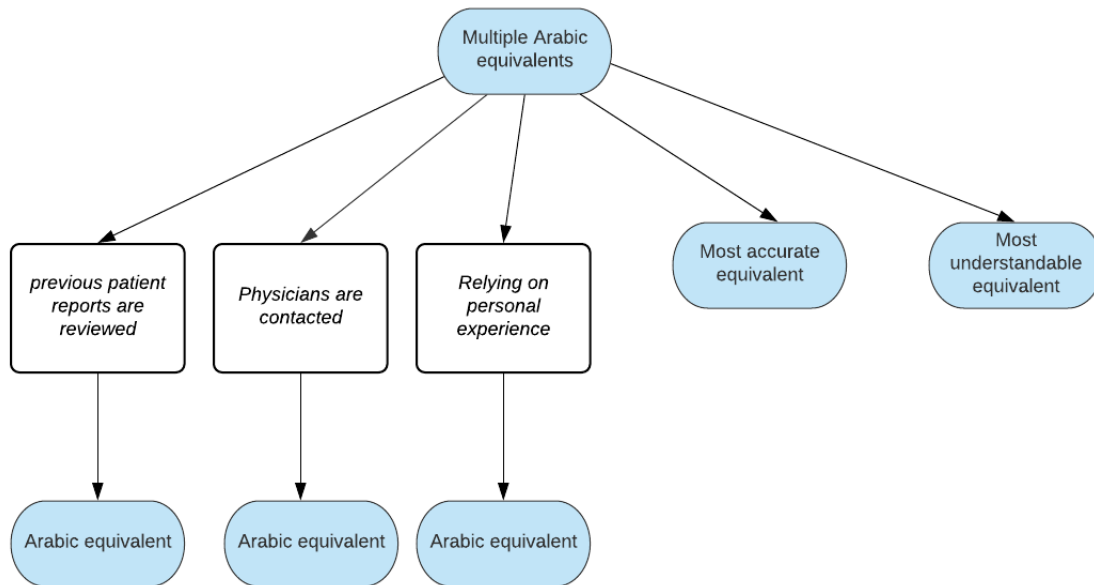 Multiple Arabic
equivalents
previous patient
reports are
reviewed
Physicians are
contacted
Relying on
personal
experience
Most accurate
equivalent
Most
understandable
equivalent
Arabic equivalent
Arabic equivalent
Arabic equivalent